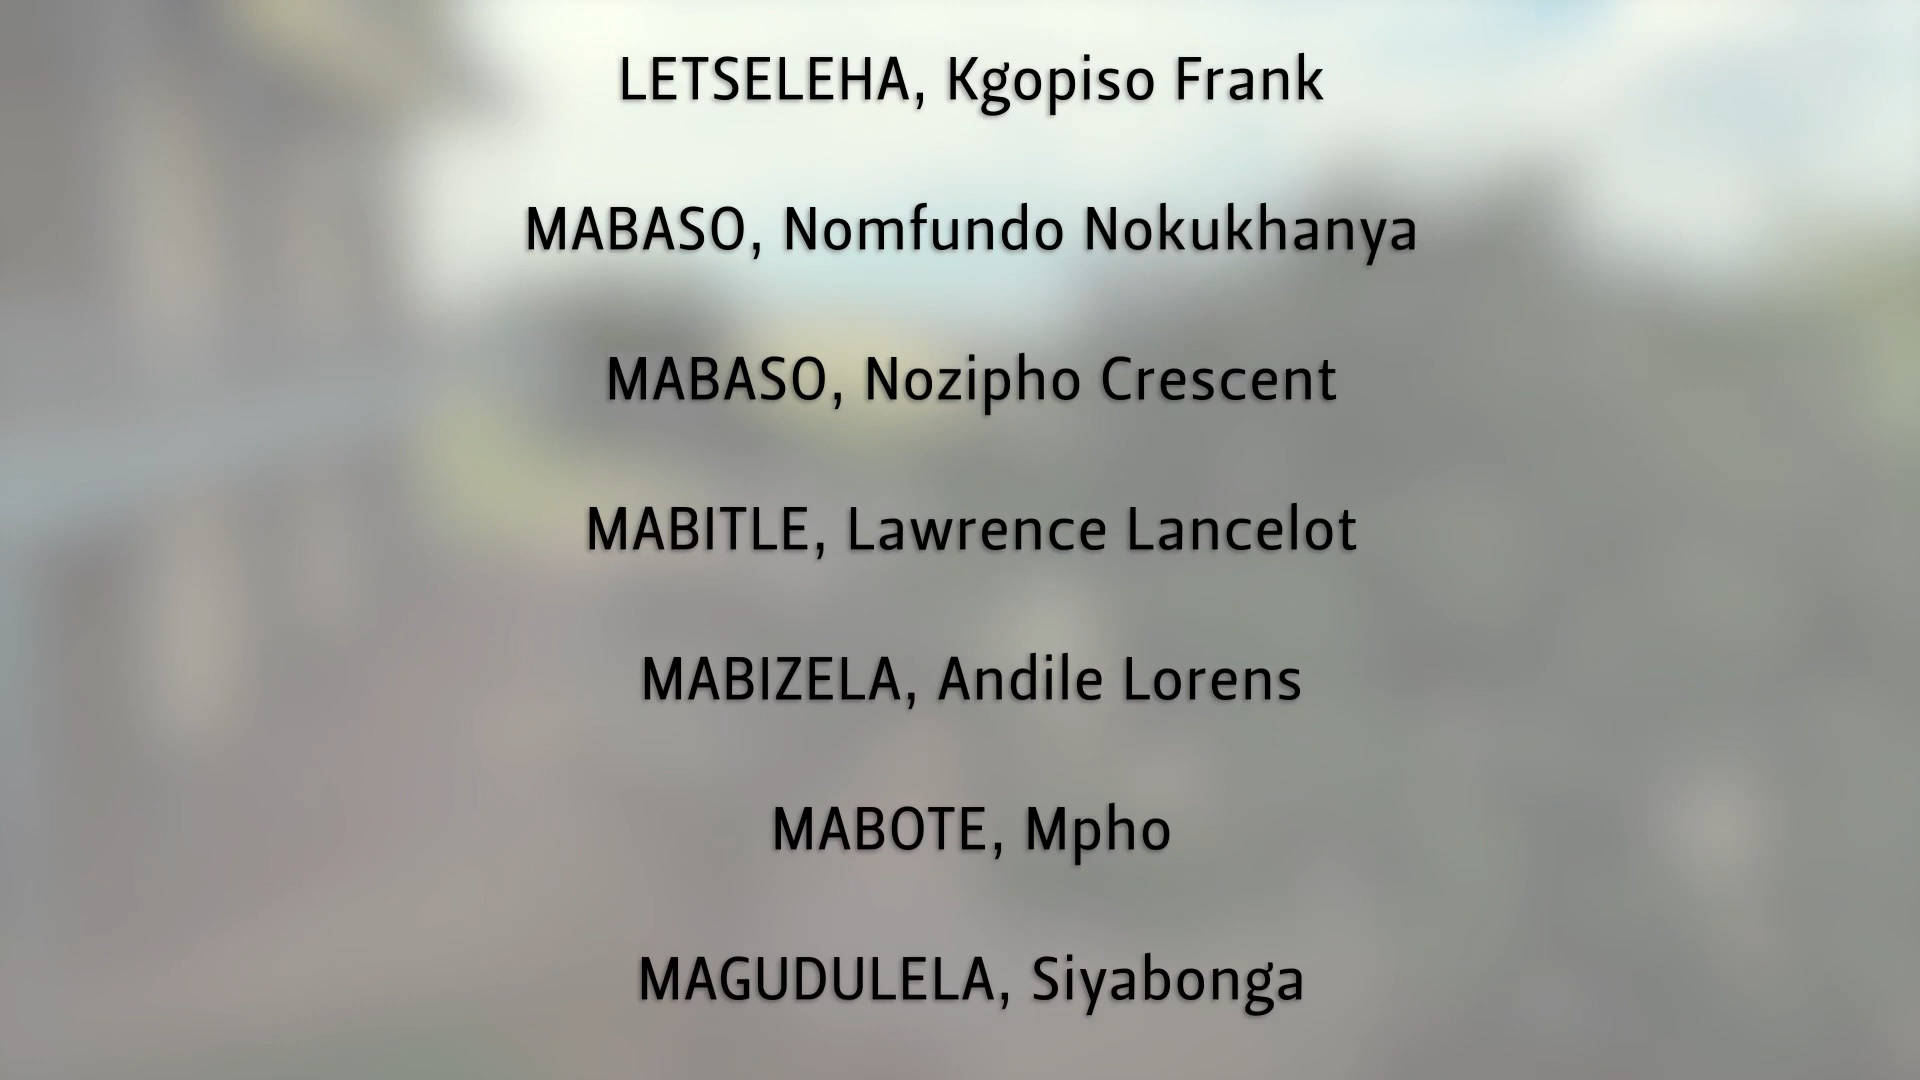 LETSELEHA, Kgopiso Frank
MABASO, Nomfundo Nokukhanya
MABASO, Nozipho Crescent
MABITLE, Lawrence Lancelot
MABIZELA, Andile Lorens
MABOTE, Mpho
MAGUDULELA, Siyabonga